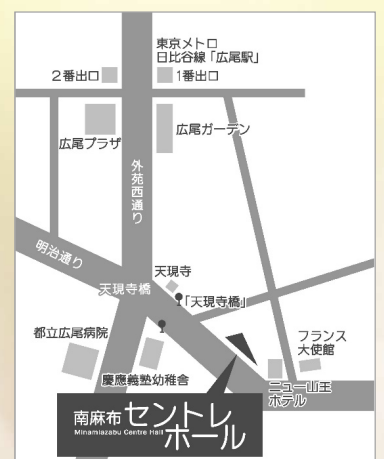 東京メトロ
日比谷線「広尾駅」
2番出口
1番出口
広尾プラザ
広尾ガーデン
外苑西通り
明治通り
天現寺
天現寺橋
「天現寺橋」
都立広尾病院
慶應義塾幼稚舎
フランス
大使館
ニュー山王
ホテル
南麻布セントレ
Minamiazabu Centre Hall
ホール